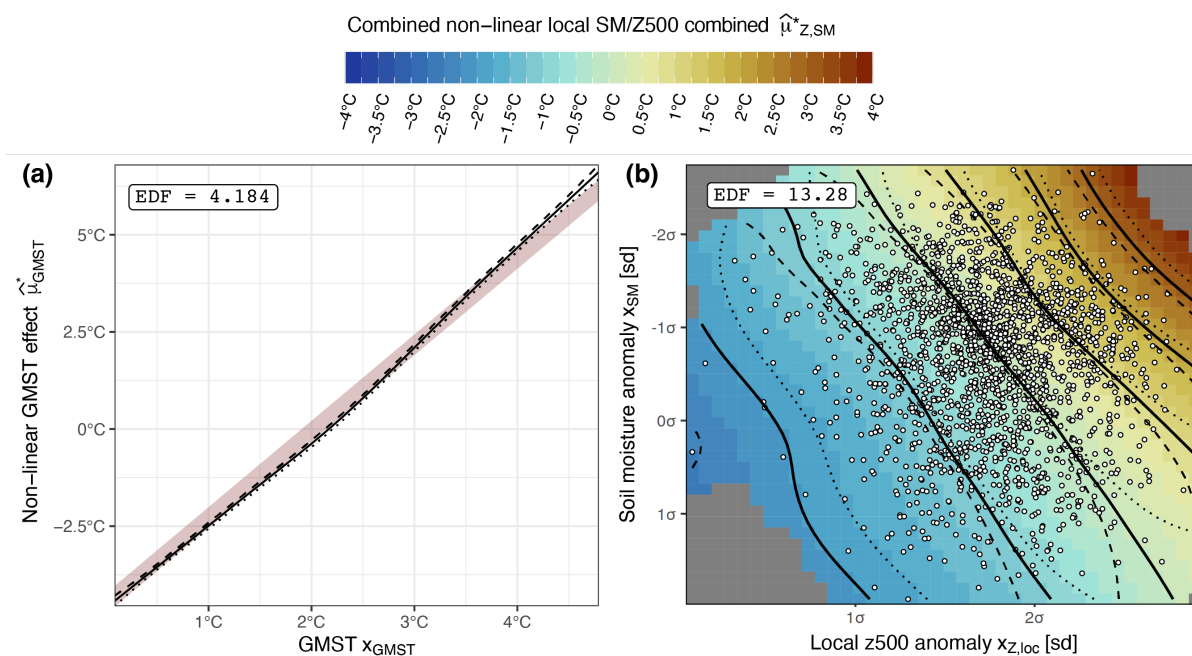 Combined non−linear local SM/Z500 combined μ̂*Z,SM
−4°C
−3.5°C
−3°C
−2.5°C
−2°C
−1.5°C
−1°C
−0.5°C
0°C
0.5°C
1°C
1.5°C
2°C
2.5°C
3°C
3.5°C
4°C
(a)
EDF = 4.184
Non−linear GMST effect μ̂*GMST
5°C
2.5°C
0°C
−2.5°C
1°C
2°C
3°C
4°C
GMST xGMST
(b)
EDF = 13.28
Soil moisture anomaly xSM [sd]
-2σ
-1σ
0σ
1σ
1σ
2σ
Local z500 anomaly xZ,loc [sd]